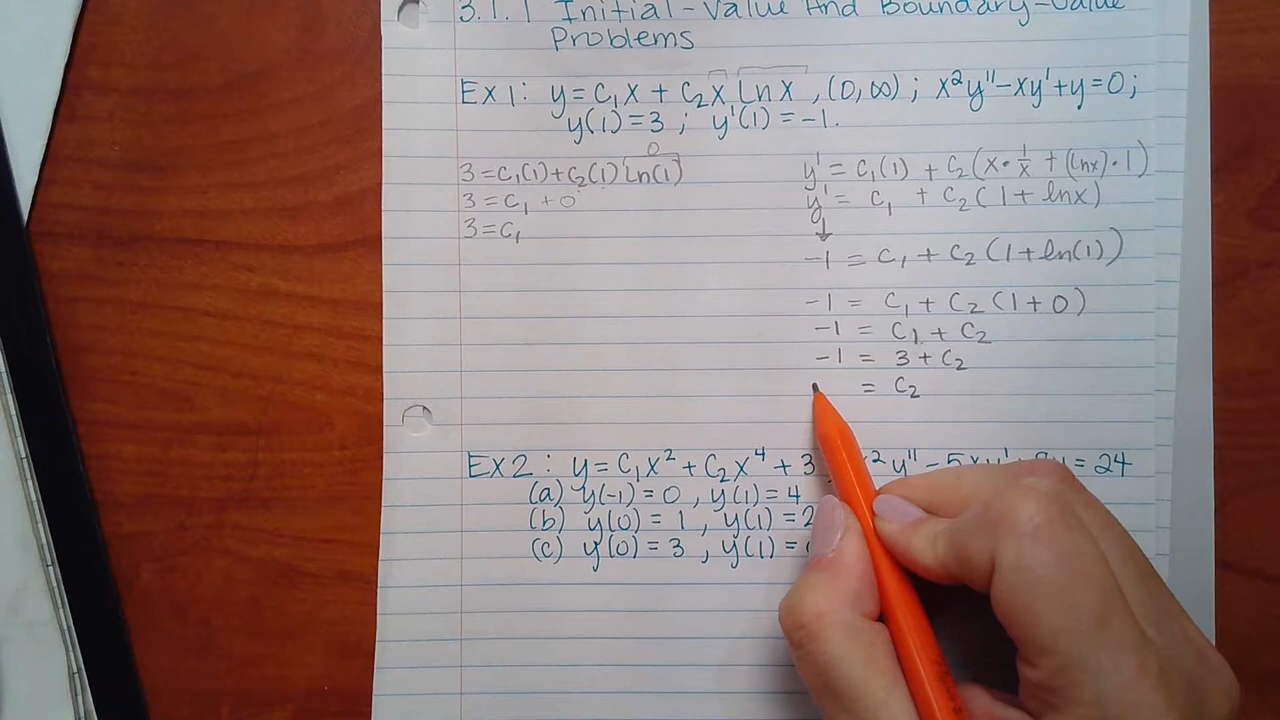 3.1.1 Initial-Value And Boundary-Value
Problems
Ex 1: y = c₁x + c₂x ln x , (0, ∞) ; x²y'' - xy' + y = 0 ;
y(1) = 3 ; y'(1) = -1.
0
3 = c₁(1) + c₂(1) ln(1)
3 = c₁ + 0
3 = c₁
y' = c₁(1) + c₂(x • 1/x + (ln x) • 1)
y' = c₁ + c₂(1 + ln x)
-1 = c₁ + c₂(1 + ln(1))
-1 = c₁ + c₂(1 + 0)
-1 = c₁ + c₂
-1 = 3 + c₂
= c₂
Ex 2 : y = c₁x² + c₂x⁴ + 3 x²y'' - 5xy' = 24
(a) y(-1) = 0 , y(1) = 4
(b) y(0) = 1 , y(1) = 2
(c) y(0) = 3 , y(1) =